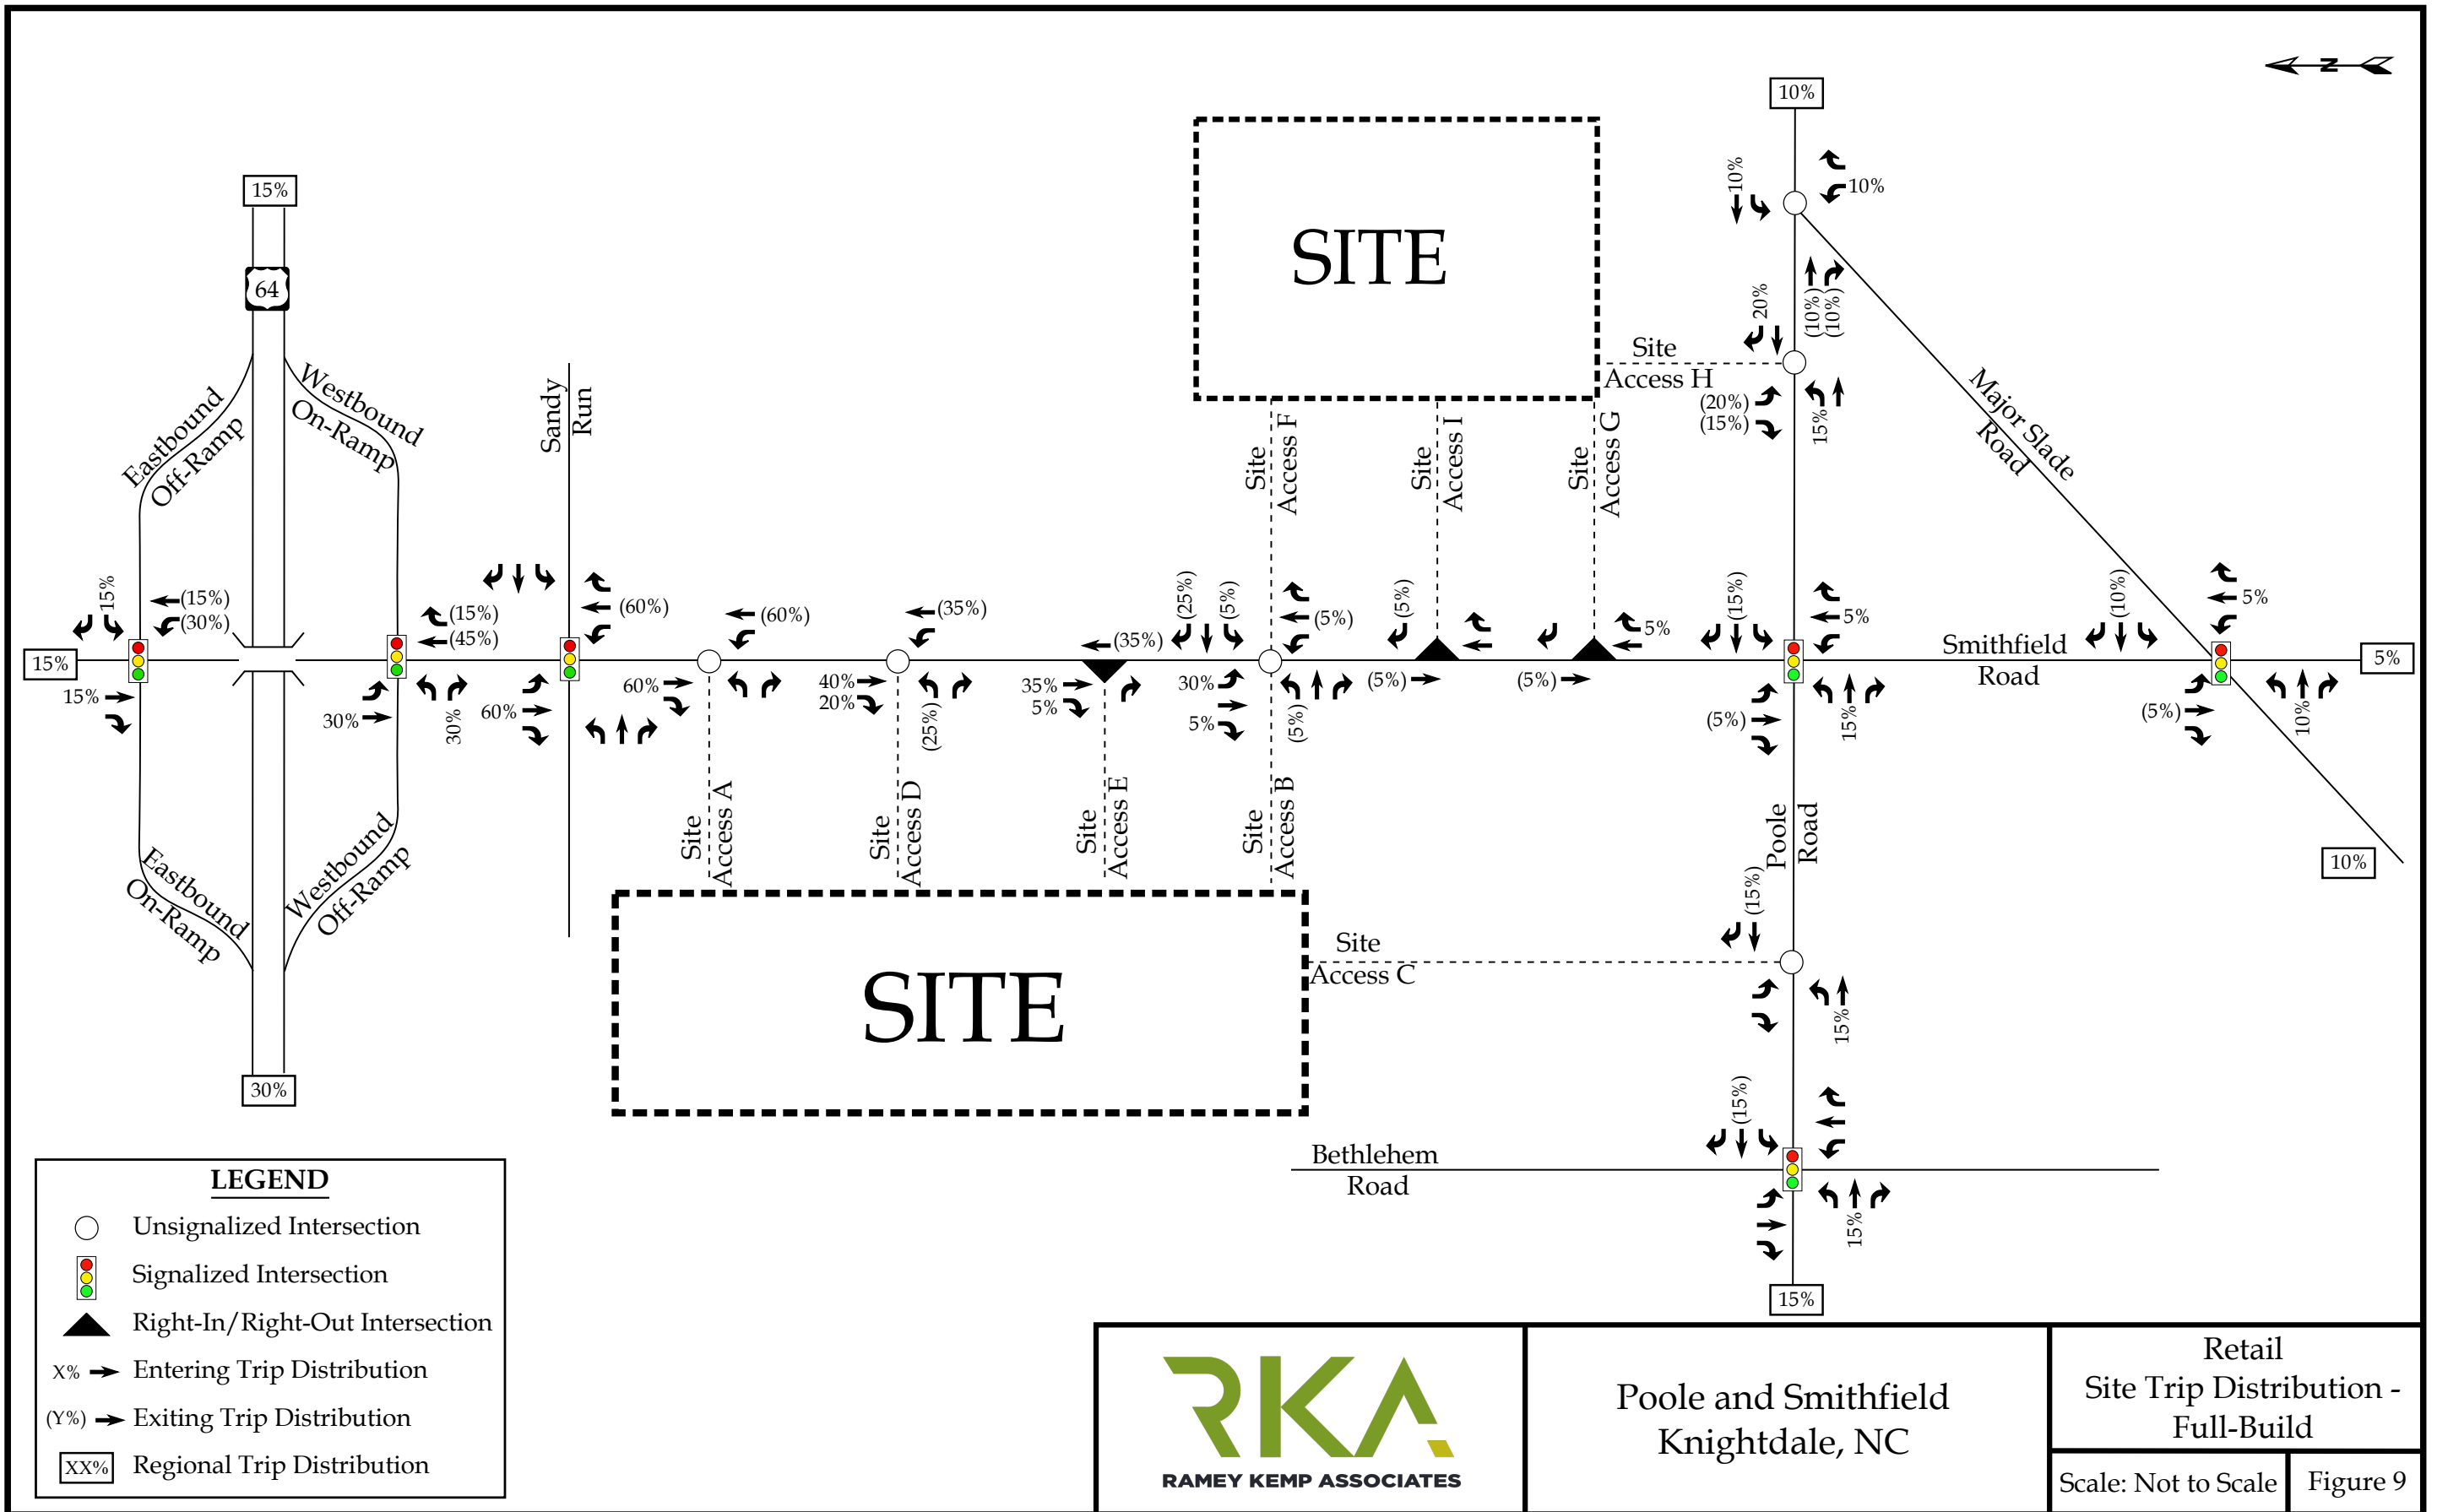 N
10%
15%
64
Eastbound
Off-Ramp
Westbound
On-Ramp
Sandy
Run
SITE
10%
10%
20%
(10%)
(10%)
Site
Access H
(20%)
(15%)
15%
Major Slade
Road
Site
Access F
Site
Access I
Site
Access G
15%
(15%)
(30%)
15%
15%
(15%)
(45%)
30%
30%
(60%)
60%
(60%)
60%
(35%)
40%
20%
(25%)
(35%)
35%
5%
(25%)
(5%)
(5%)
30%
5%
(5%)
(5%)
(5%)
5%
(5%)
(15%)
5%
(5%)
15%
Smithfield
Road
(10%)
5%
(5%)
10%
5%
10%
Site
Access A
Site
Access D
Site
Access E
Site
Access B
Poole
Road
Eastbound
On-Ramp
Westbound
Off-Ramp
30%
SITE
Site
Access C
(15%)
15%
Bethlehem
Road
(15%)
15%
15%
LEGEND
Unsignalized Intersection
Signalized Intersection
Right-In/Right-Out Intersection
X% Entering Trip Distribution
(Y%) Exiting Trip Distribution
XX% Regional Trip Distribution
RKA
RAMEY KEMP ASSOCIATES
Poole and Smithfield
Knightdale, NC
Retail
Site Trip Distribution -
Full-Build
Scale: Not to Scale
Figure 9